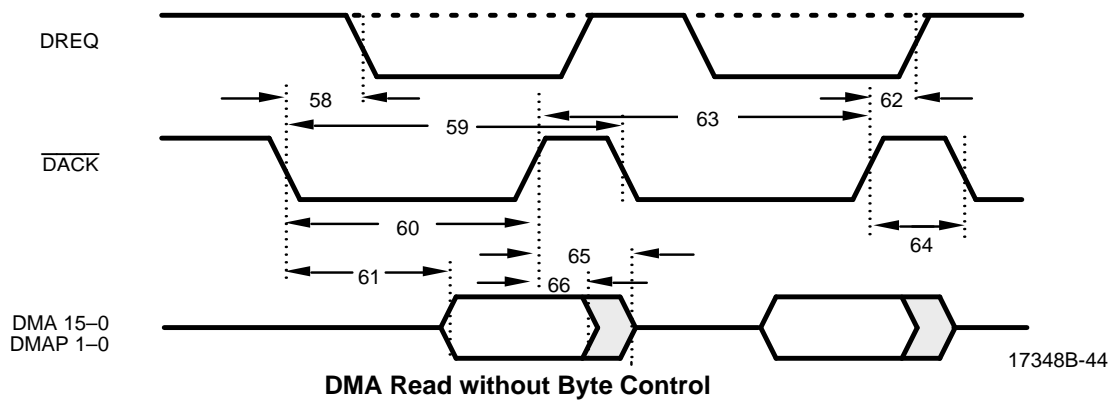 DREQ
58
62
59
63
DACK
60
64
65
61
66
DMA 15–0
DMAP 1–0
17348B-44
DMA Read without Byte Control